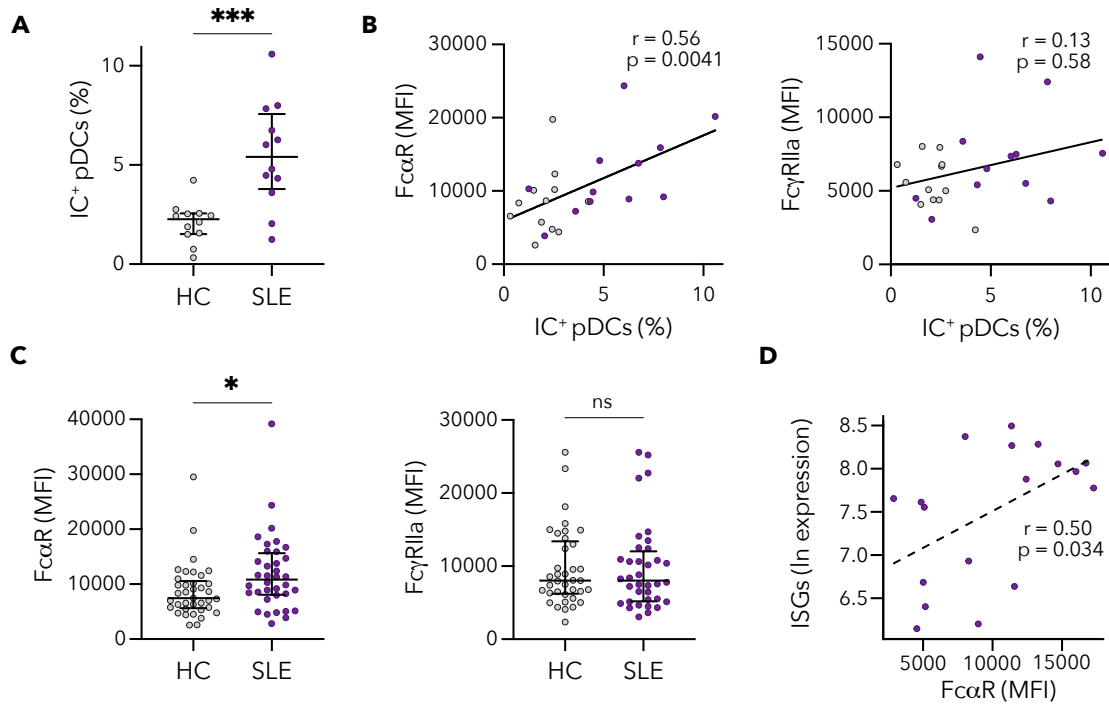 A
***
IC⁺ pDCs (%)
10
5
0
HC
SLE
B
FcαR (MFI)
30000
20000
10000
0
r = 0.56
p = 0.0041
0
5
10
IC⁺ pDCs (%)
FcγRIIa (MFI)
15000
10000
5000
0
r = 0.13
p = 0.58
0
5
10
IC⁺ pDCs (%)
C
*
FcαR (MFI)
40000
30000
20000
10000
0
HC
SLE
ns
FcγRIIa (MFI)
30000
20000
10000
0
HC
SLE
D
ISGs (ln expression)
8.5
8.0
7.5
7.0
6.5
r = 0.50
p = 0.034
5000
10000
15000
FcαR (MFI)